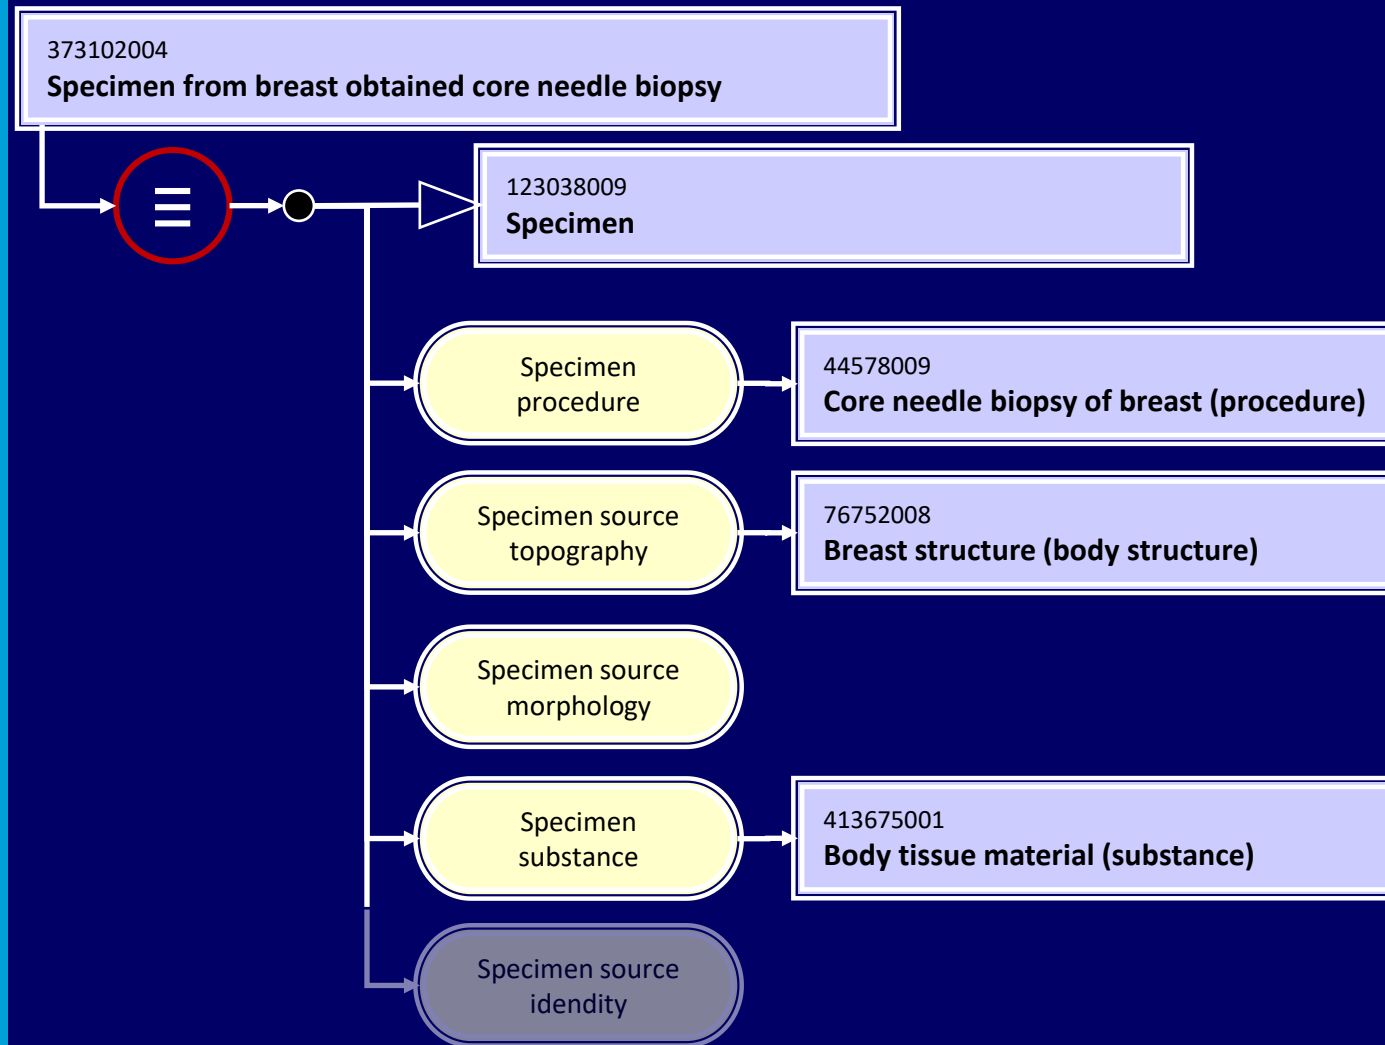 373102004
Specimen from breast obtained core needle biopsy
123038009
Specimen
Specimen
procedure
44578009
Core needle biopsy of breast (procedure)
Specimen source
topography
76752008
Breast structure (body structure)
Specimen source
morphology
Specimen
substance
413675001
Body tissue material (substance)
Specimen source
idendity